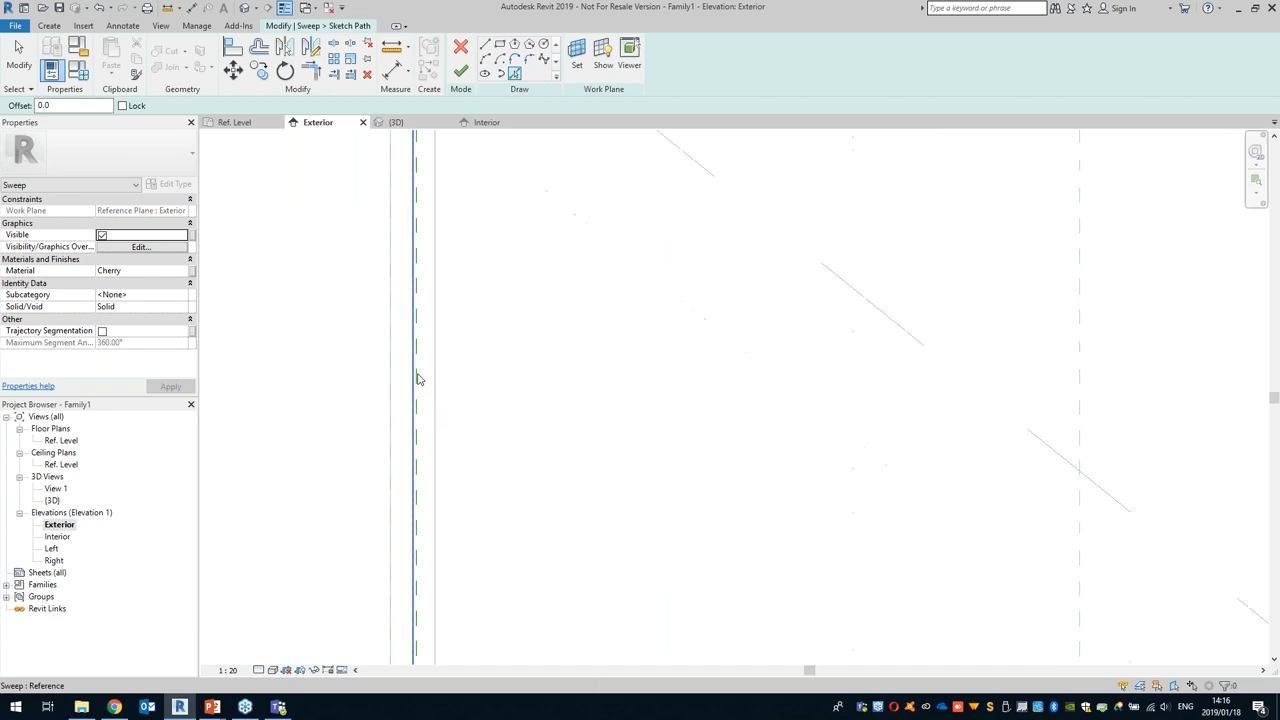 Autodesk Revit 2019 - Not For Resale Version - Family1 - Elevation: Exterior
Type a keyword or phrase
Sign In
File Create Insert Annotate View Manage Add-Ins Modify | Sweep > Sketch Path
Modify
Paste
Cut
Join
Set Show Viewer
Select Properties Clipboard Geometry Modify Measure Create Mode Draw Work Plane
Offset: 0.0 Lock
Properties
Ref. Level Exterior {3D} Interior
Sweep Edit Type
Constraints
Work Plane Reference Plane : Exterior
Graphics
Visible
Visibility/Graphics Over... Edit...
Materials and Finishes
Material Cherry
Identity Data
Subcategory <None>
Solid/Void Solid
Other
Trajectory Segmentation
Maximum Segment An... 360.00°
Properties help Apply
Project Browser - Family1
Views (all)
Floor Plans
Ref. Level
Ceiling Plans
Ref. Level
3D Views
View 1
{3D}
Elevations (Elevation 1)
Exterior
Interior
Left
Right
Sheets (all)
Families
Groups
Revit Links
1 : 20
Sweep : Reference
:0
14:16
2019/01/18